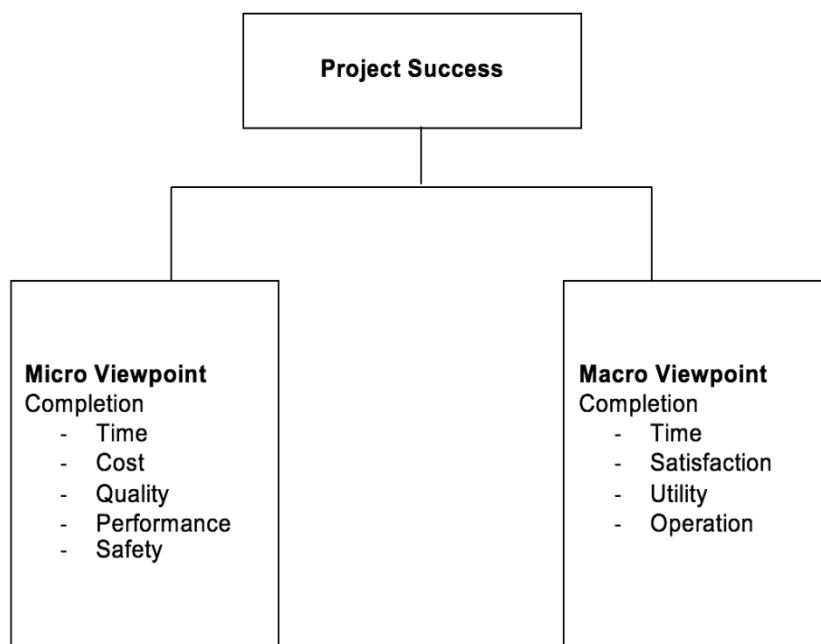 Project Success
Micro Viewpoint
Completion
- Time
- Cost
- Quality
- Performance
- Safety
Macro Viewpoint
Completion
- Time
- Satisfaction
- Utility
- Operation